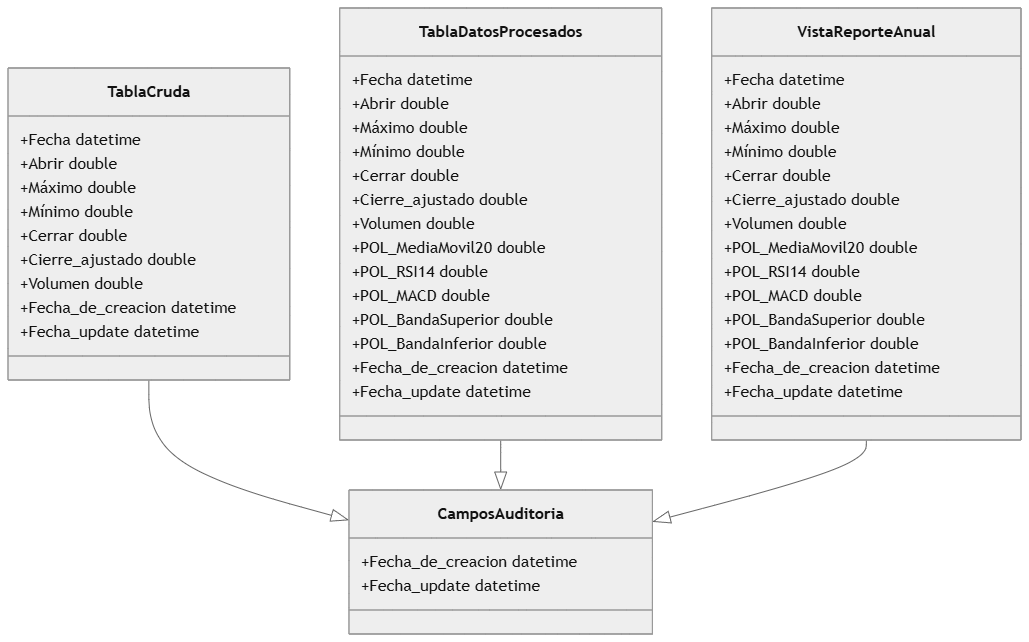 TablaCruda
+Fecha datetime
+Abrir double
+Máximo double
+Mínimo double
+Cerrar double
+Cierre_ajustado double
+Volumen double
+Fecha_de_creacion datetime
+Fecha_update datetime
TablaDatosProcesados
+Fecha datetime
+Abrir double
+Máximo double
+Mínimo double
+Cerrar double
+Cierre_ajustado double
+Volumen double
+POL_MediaMovil20 double
+POL_RSI14 double
+POL_MACD double
+POL_BandaSuperior double
+POL_BandaInferior double
+Fecha_de_creacion datetime
+Fecha_update datetime
VistaReporteAnual
+Fecha datetime
+Abrir double
+Máximo double
+Mínimo double
+Cerrar double
+Cierre_ajustado double
+Volumen double
+POL_MediaMovil20 double
+POL_RSI14 double
+POL_MACD double
+POL_BandaSuperior double
+POL_BandaInferior double
+Fecha_de_creacion datetime
+Fecha_update datetime
CamposAuditoria
+Fecha_de_creacion datetime
+Fecha_update datetime